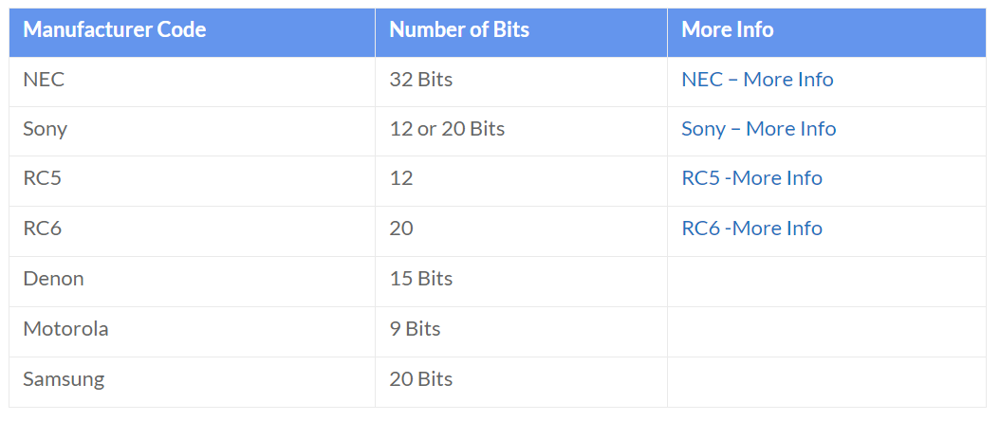 Manufacturer Code Number of Bits More Info
NEC 32 Bits NEC – More Info
Sony 12 or 20 Bits Sony – More Info
RC5 12 RC5 -More Info
RC6 20 RC6 -More Info
Denon 15 Bits
Motorola 9 Bits
Samsung 20 Bits